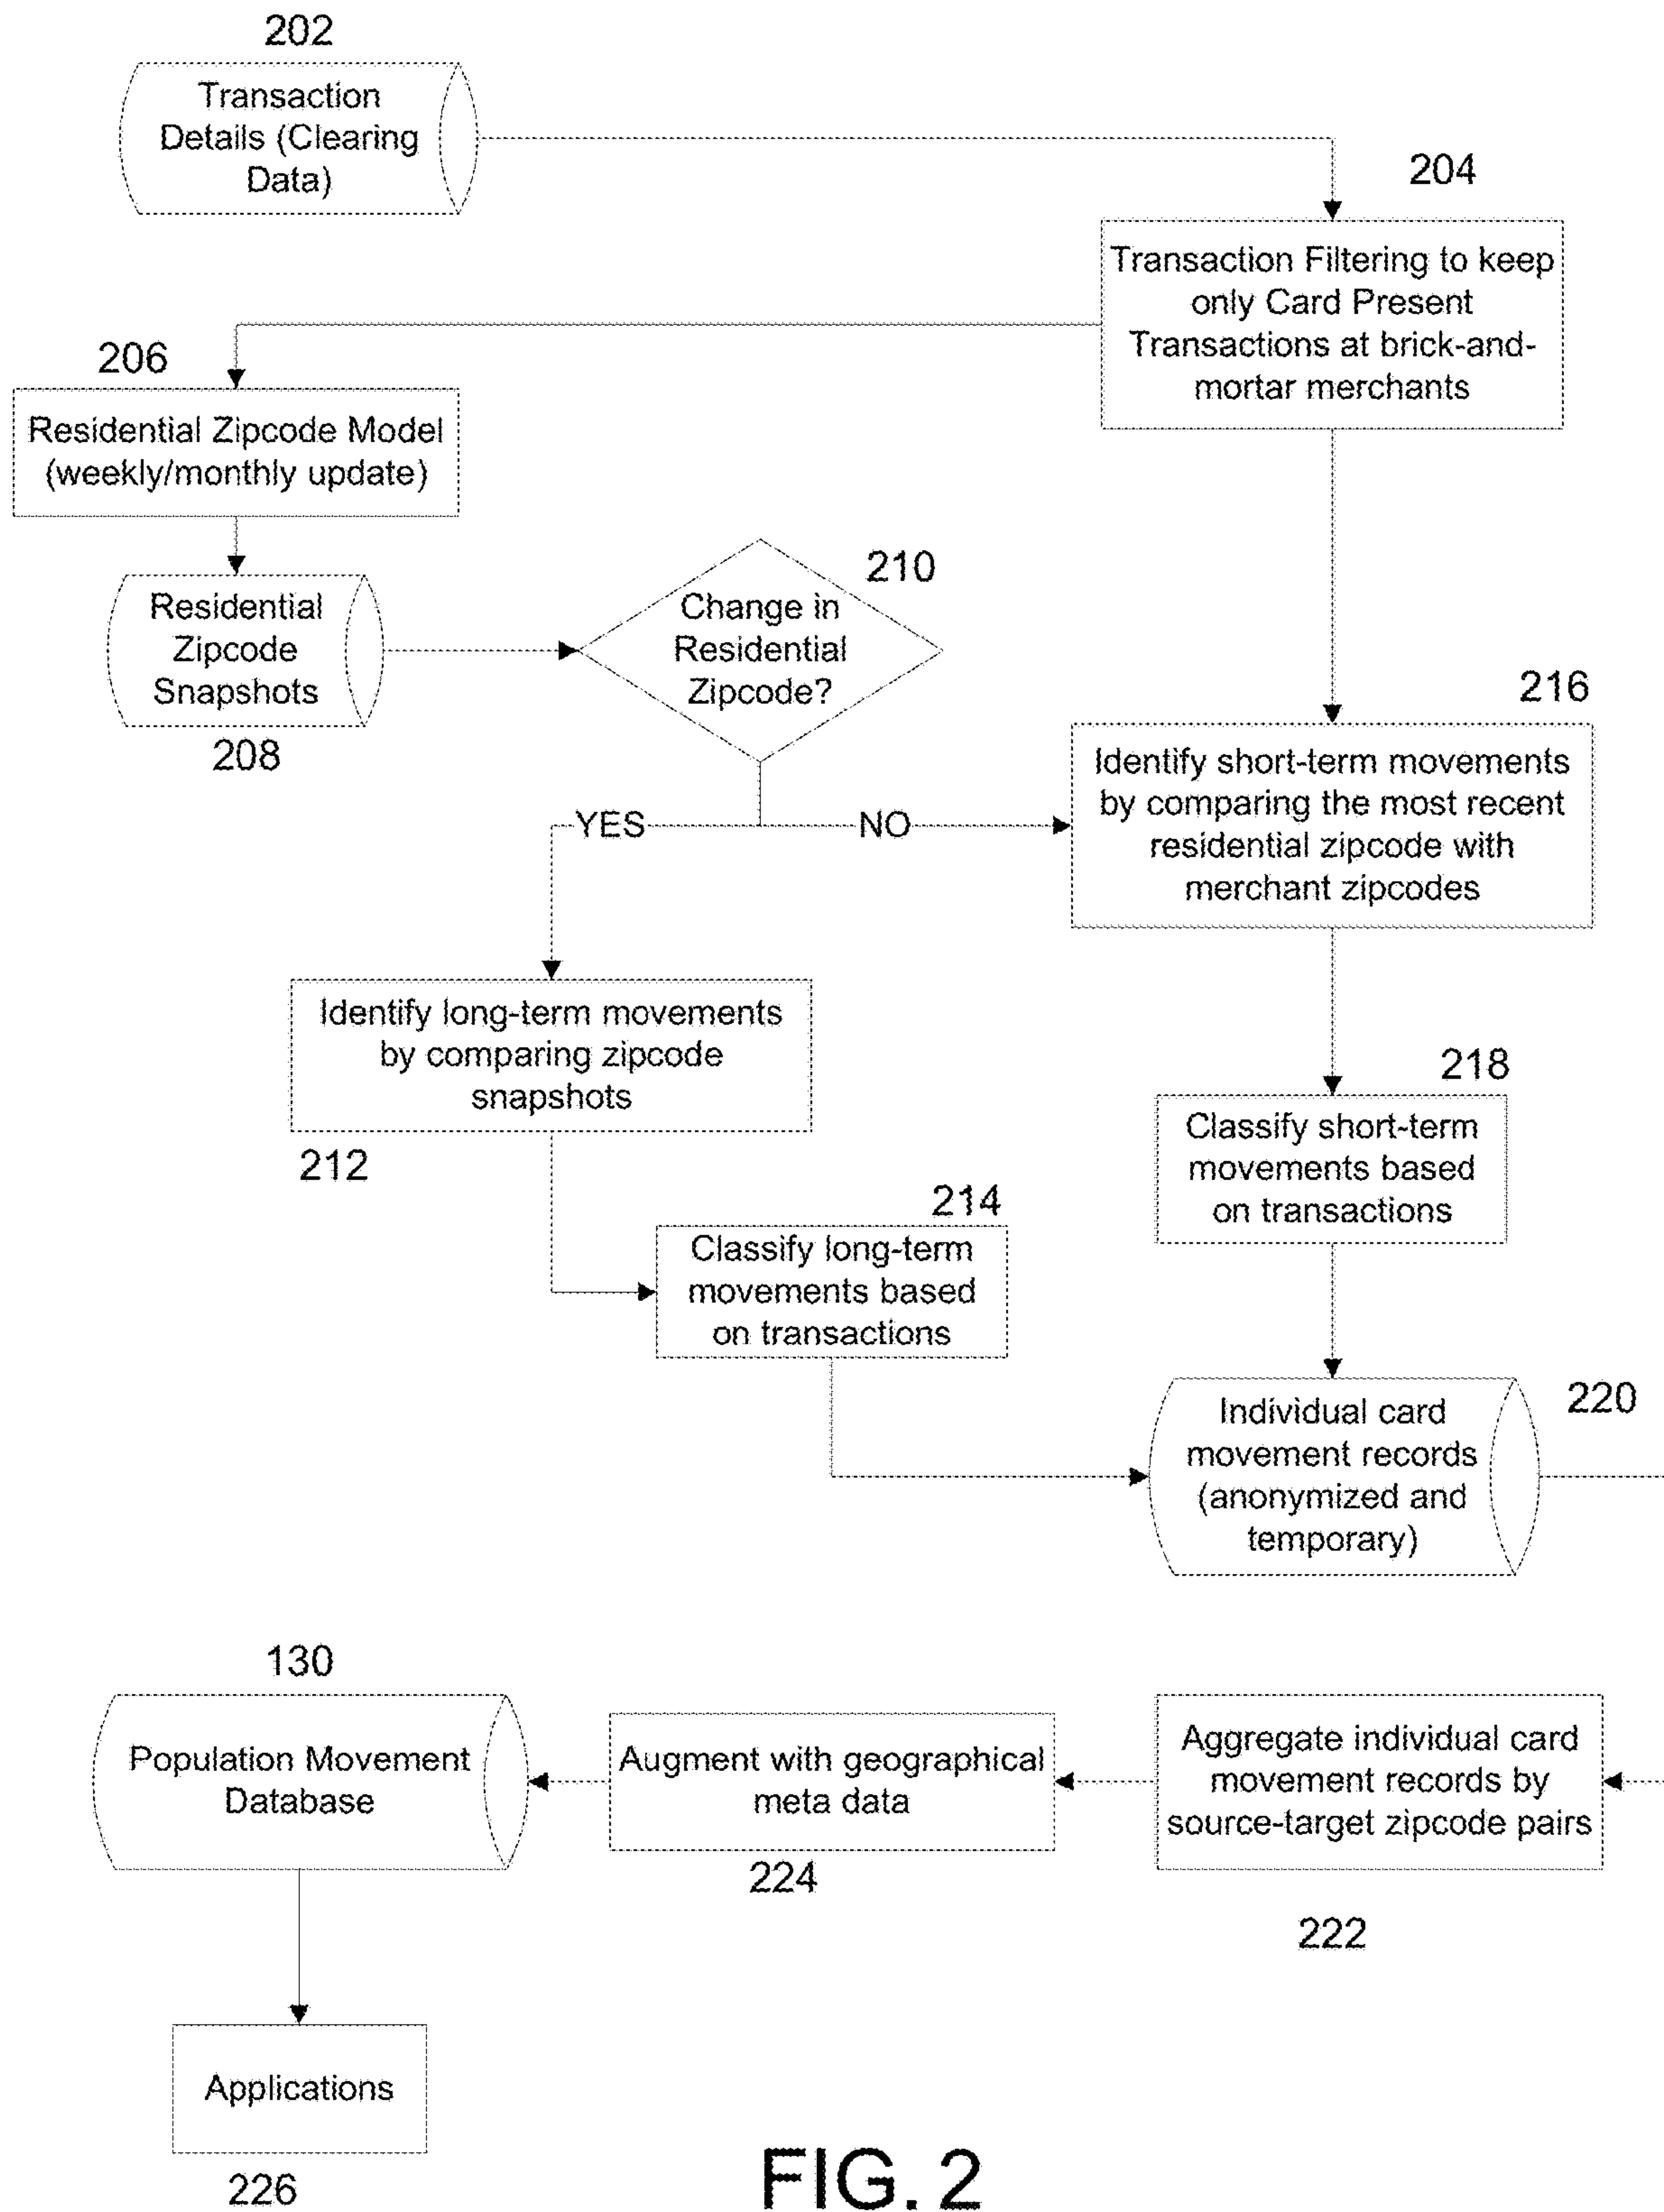 202
Transaction
Details (Clearing
Data)
204
Transaction Filtering to keep
only Card Present
Transactions at brick-and-
mortar merchants
206
Residential Zipcode Model
(weekly/monthly update)
208
Residential
Zipcode
Snapshots
210
Change in
Residential
Zipcode?
YES
NO
216
Identify short-term movements
by comparing the most recent
residential zipcode with
merchant zipcodes
Identify long-term movements
by comparing zipcode
snapshots
212
218
Classify short-term
movements based
on transactions
214
Classify long-term
movements based
on transactions
220
Individual card
movement records
(anonymized and
temporary)
130
Population Movement
Database
Augment with geographical
meta data
224
Aggregate individual card
movement records by
source-target zipcode pairs
222
Applications
226
FIG. 2